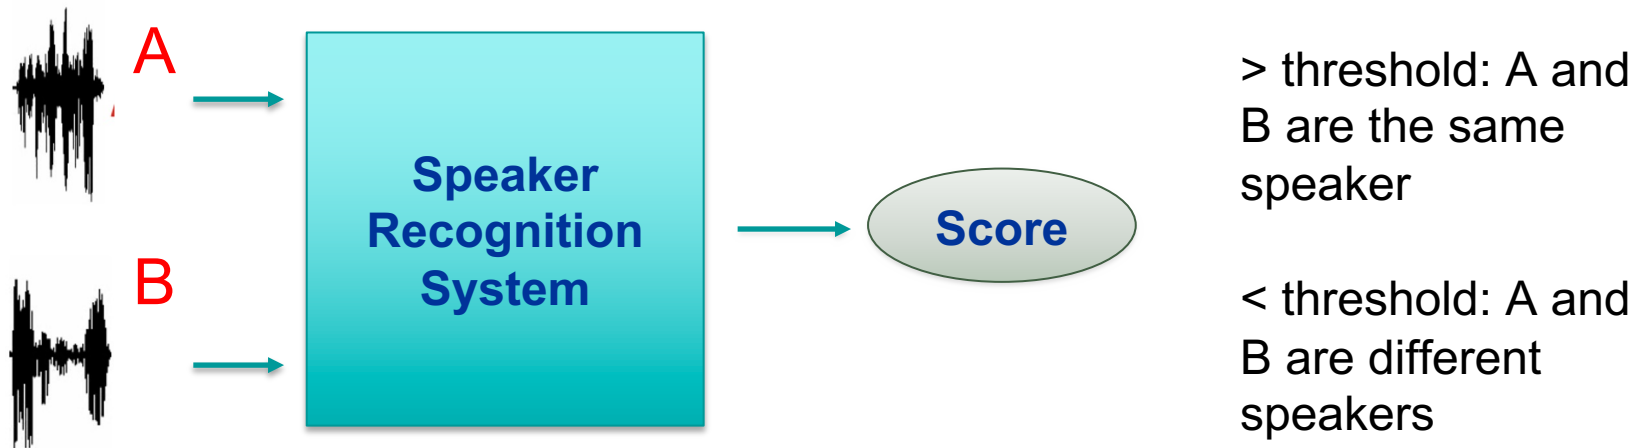 A
B
Speaker
Recognition
System
Score
> threshold: A and
B are the same
speaker
< threshold: A and
B are different
speakers